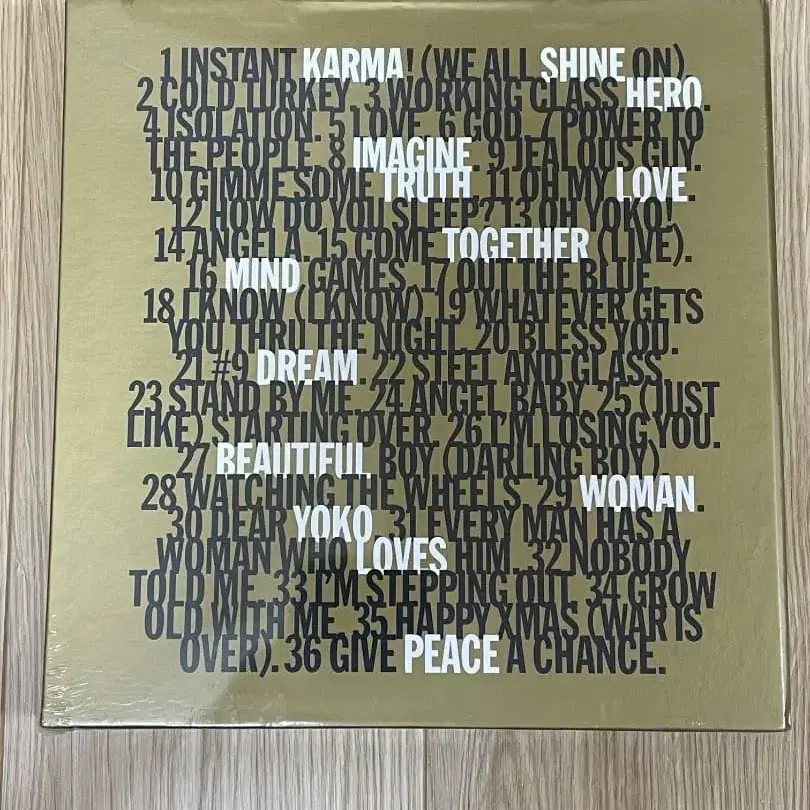 1 INSTANT KARMA! (WE ALL SHINE ON).
2 COLD TURKEY. 3 WORKING CLASS HERO.
4 ISOLATION. 5 LOVE. 6 GOD. 7 POWER TO
THE PEOPLE. 8 IMAGINE. 9 JEALOUS GUY.
10 GIMME SOME TRUTH. 11 OH MY LOVE.
12 HOW DO YOU SLEEP? 13 OH YOKO!
14 ANGELA. 15 COME TOGETHER (LIVE).
16 MIND GAMES. 17 OUT THE BLUE.
18 I KNOW (I KNOW). 19 WHATEVER GETS
YOU THRU THE NIGHT. 20 BLESS YOU.
21 #9 DREAM. 22 STEEL AND GLASS.
23 STAND BY ME. 24 ANGEL BABY. 25 (JUST
LIKE) STARTING OVER. 26 I'M LOSING YOU.
27 BEAUTIFUL BOY (DARLING BOY).
28 WATCHING THE WHEELS. 29 WOMAN.
30 DEAR YOKO. 31 EVERY MAN HAS A
WOMAN WHO LOVES HIM. 32 NOBODY
TOLD ME. 33 I'M STEPPING OUT. 34 GROW
OLD WITH ME. 35 HAPPY XMAS (WAR IS
OVER). 36 GIVE PEACE A CHANCE.